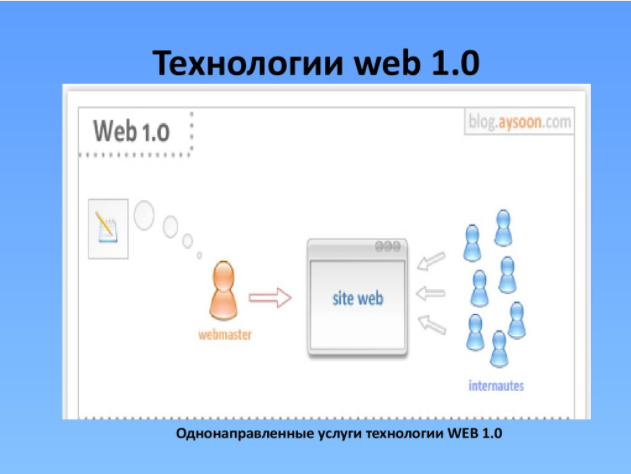 Технологии web 1.0
Web 1.0
blog.aysoon.com
site web
webmaster
internautes
Однонаправленные услуги технологии WEB 1.0